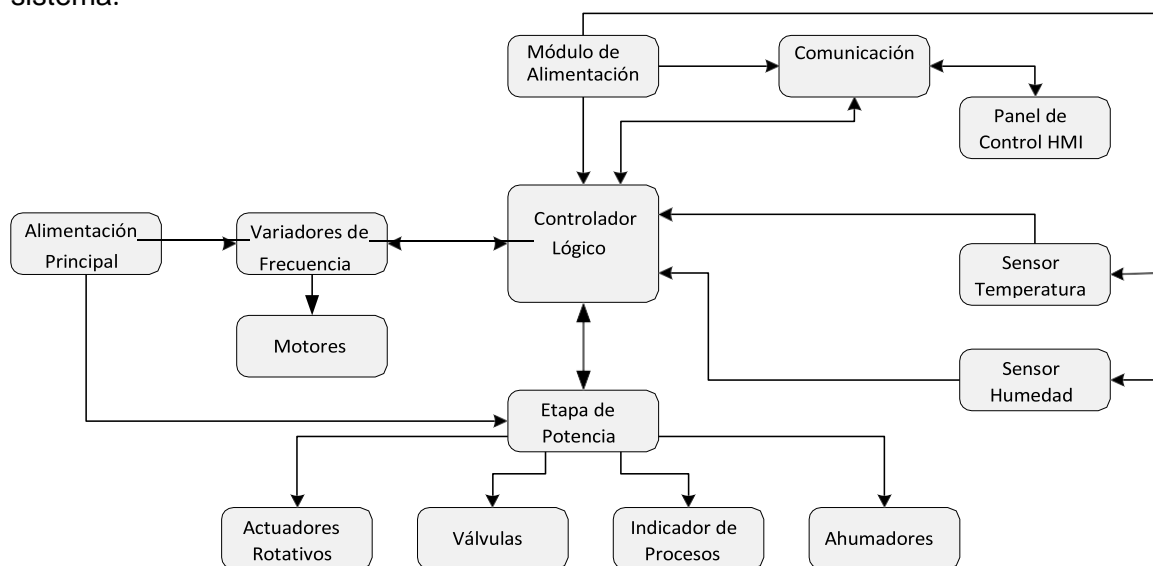 sistema.
Módulo de
Alimentación
Comunicación
Panel de
Control HMI
Controlador
Lógico
Alimentación
Principal
Variadores de
Frecuencia
Motores
Sensor
Temperatura
Sensor
Humedad
Etapa de
Potencia
Actuadores
Rotativos
Válvulas
Indicador de
Procesos
Ahumadores